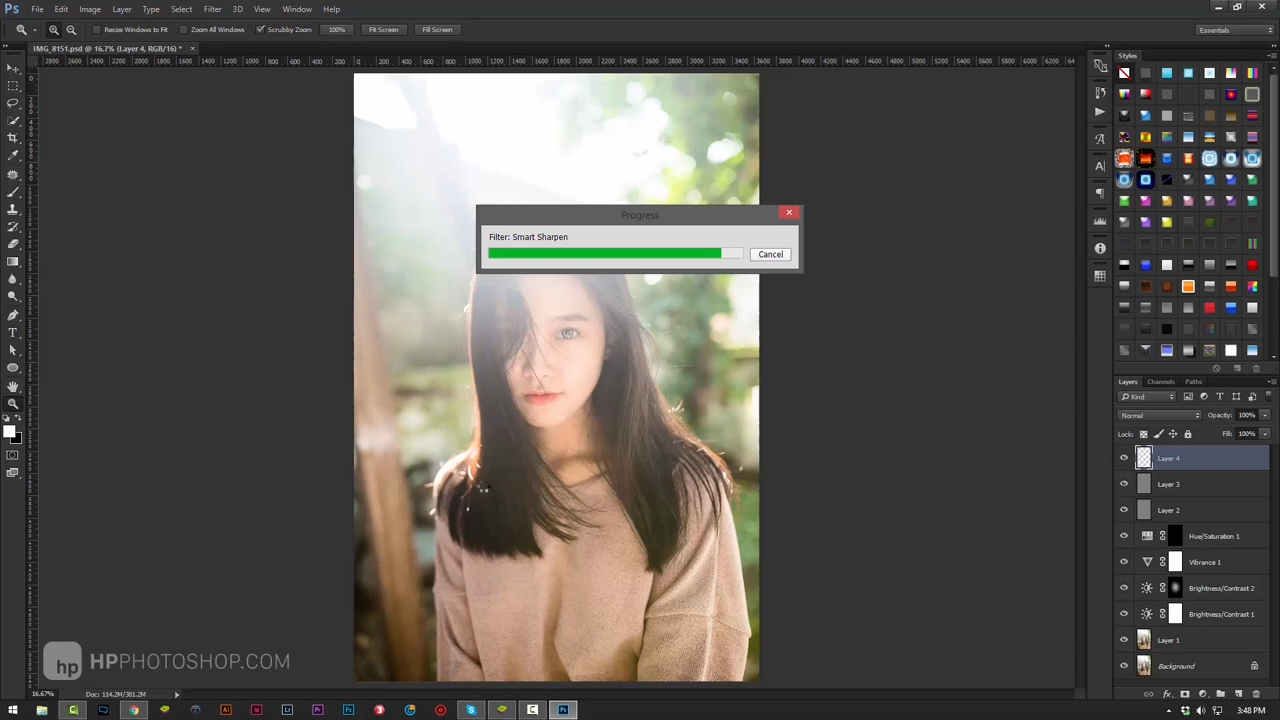 Ps File Edit Image Layer Type Select Filter 3D View Window Help
Resize Windows to Fit Zoom All Windows Scrubby Zoom 100% Fit Screen Fill Screen Essentials
IMG_8151.psd @ 16.7% (Layer 4, RGB/16) * ×
Styles
Progress
Filter: Smart Sharpen
Cancel
Layers Channels Paths
Kind
Normal Opacity: 100%
Lock: Fill: 100%
Layer 4
Layer 3
Layer 2
Hue/Saturation 1
Vibrance 1
Brightness/Contrast 2
Brightness/Contrast 1
Layer 1
Background
hp HPPHOTOSHOP.COM
16.67% Doc: 114.2M/381.2M
3:48 PM